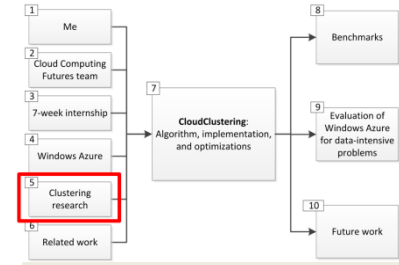 1
Me
2
Cloud Computing
Futures team
3
7-week internship
4
Windows Azure
5
Clustering
research
6
Related work
7
CloudClustering:
Algorithm, implementation,
and optimizations
8
Benchmarks
9
Evaluation of
Windows Azure
for data-intensive
problems
10
Future work